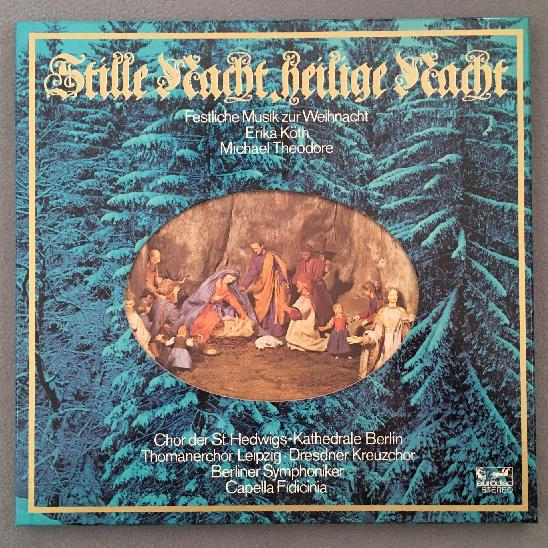 Stille Nacht, heilige Nacht
Festliche Musik zur Weihnacht
Erika Köth
Michael Theodore
Chor der St. Hedwigs-Kathedrale Berlin
Thomanerchor Leipzig · Dresdner Kreuzchor
Berliner Symphoniker
Capella Fidicinia
eurodisc
STEREO